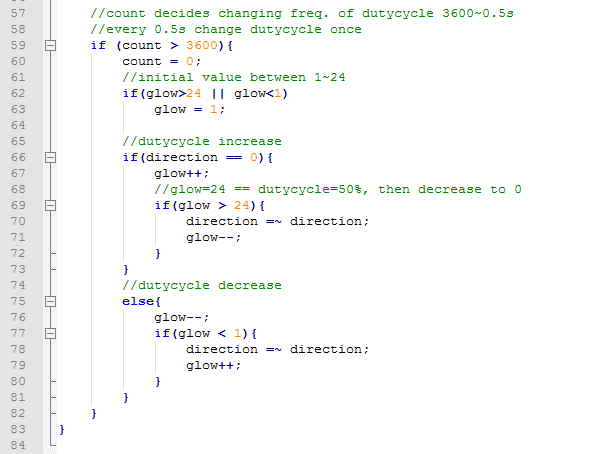 57 //count decides changing freq. of dutycycle 3600~0.5s
58 //every 0.5s change dutycycle once
59 if (count > 3600){
60 count = 0;
61 //initial value between 1~24
62 if(glow>24 || glow<1)
63 glow = 1;
64
65 //dutycycle increase
66 if(direction == 0){
67 glow++;
68 //glow=24 == dutycycle=50%, then decrease to 0
69 if(glow > 24){
70 direction =~ direction;
71 glow--;
72 }
73 }
74 //dutycycle decrease
75 else{
76 glow--;
77 if(glow < 1){
78 direction =~ direction;
79 glow++;
80 }
81 }
82 }
83 }
84